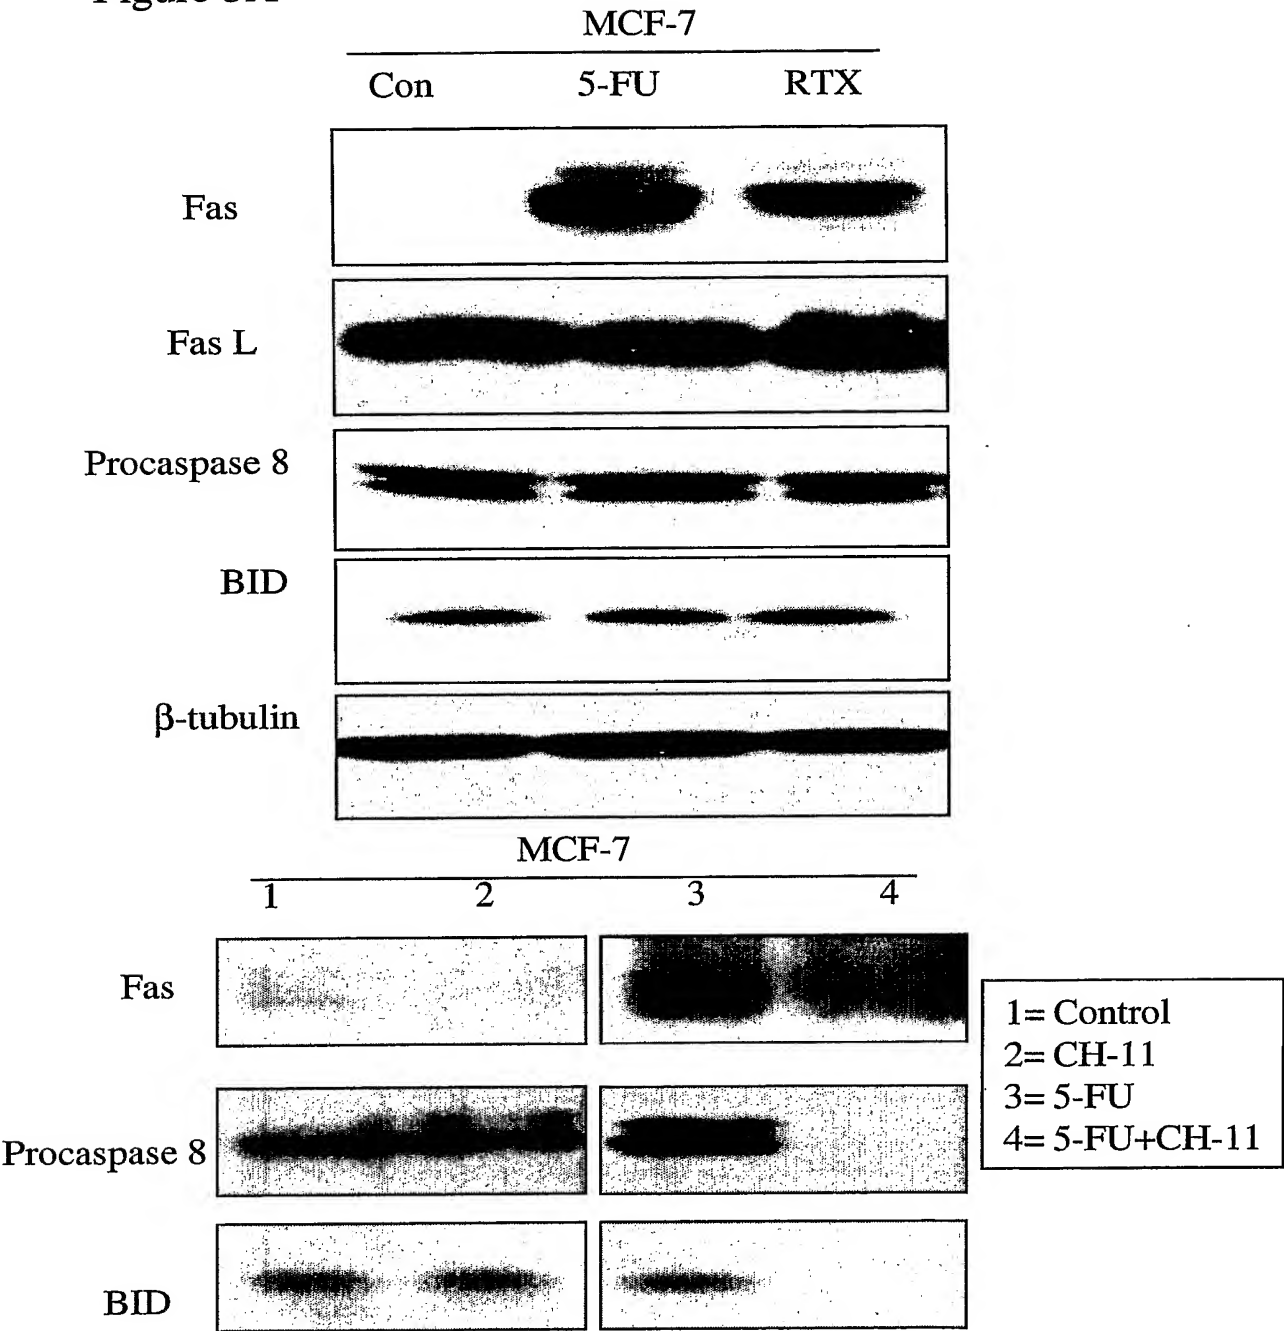 MCF-7
Con 5-FU RTX
Fas
Fas L
Procaspase 8
BID
β-tubulin
MCF-7
1 2 3 4
Fas
Procaspase 8
BID
1= Control
2= CH-11
3= 5-FU
4= 5-FU+CH-11